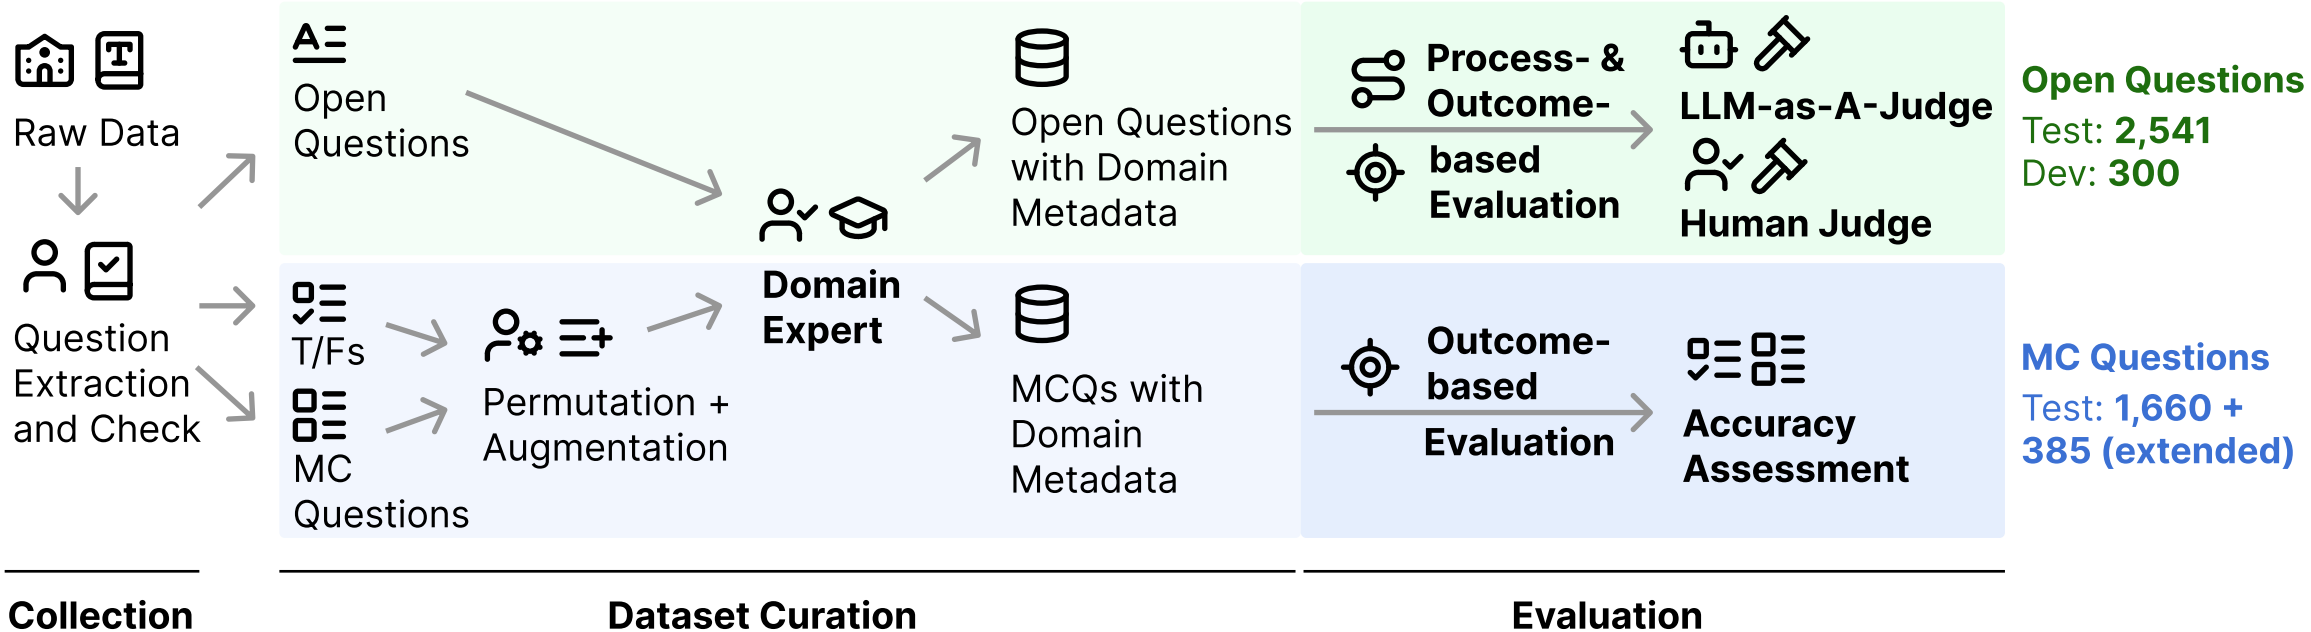 Raw Data
Question
Extraction
and Check
Open
Questions
T/Fs
MC
Questions
Permutation +
Augmentation
Domain
Expert
Open Questions
with Domain
Metadata
MCQs with
Domain
Metadata
Process- &
Outcome-
based
Evaluation
LLM-as-A-Judge
Human Judge
Outcome-
based
Evaluation
Accuracy
Assessment
Open Questions
Test: 2,541
Dev: 300
MC Questions
Test: 1,660 +
385 (extended)
Collection
Dataset Curation
Evaluation